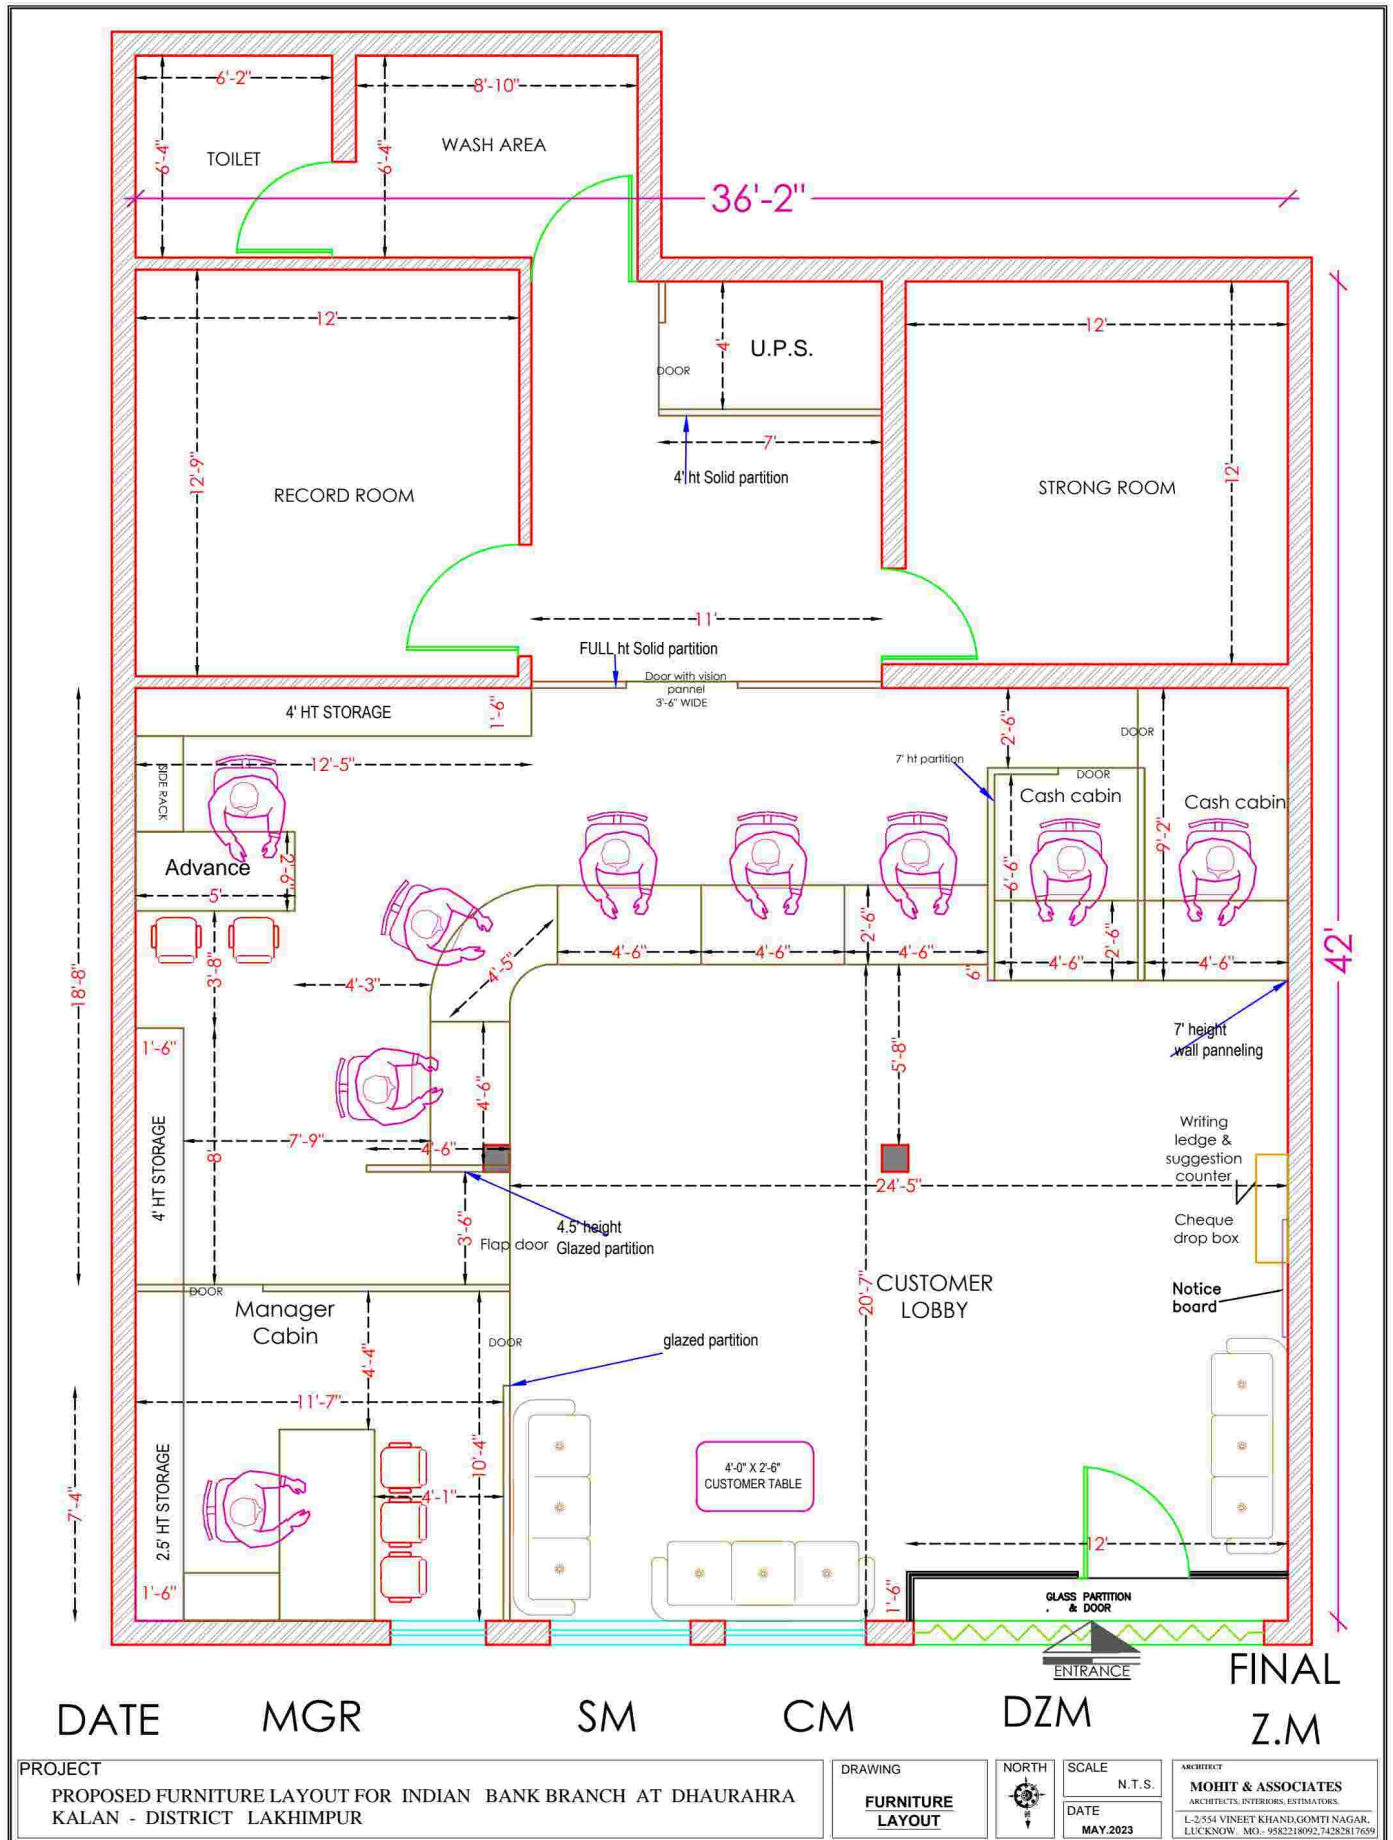 6'-2"
8'-10"
6'-4"
TOILET
6'-4"
WASH AREA
36'-2"
12'
4'
U.P.S.
DOOR
12'
7'
4' ht Solid partition
12'-9"
RECORD ROOM
STRONG ROOM
12'
11'
FULL ht Solid partition
Door with vision
pannel
3'-6" WIDE
4' HT STORAGE
1'-6"
12'-5"
SIDE RACK
Advance
5'
2'-6"
2'-6"
DOOR
7' ht partition
DOOR
Cash cabin
Cash cabin
9'-2"
6'-6"
2'-6"
4'-6"
4'-6"
4'-6"
2'-6"
4'-6"
4'-6"
6"
4'-5"
3'-8"
4'-3"
18'-8"
42'
1'-6"
4' HT STORAGE
7'-9"
8'
4'-6"
4'-6"
5'-8"
7' height
wall panneling
Writing
ledge &
suggestion
counter
Cheque
drop box
24'-5"
3'-6"
Flap door
4.5' height
Glazed partition
20'-7"
CUSTOMER
LOBBY
Notice
board
DOOR
Manager
Cabin
DOOR
glazed partition
4'-4"
11'-7"
10'-4"
4'-1"
7'-4"
2.5' HT STORAGE
1'-6"
4'-0" X 2'-6"
CUSTOMER TABLE
12'
1'-6"
GLASS PARTITION
& DOOR
ENTRANCE
FINAL
DATE
MGR
SM
CM
DZM
Z.M
PROJECT
PROPOSED FURNITURE LAYOUT FOR INDIAN BANK BRANCH AT DHAURAHRA
KALAN - DISTRICT LAKHIMPUR
DRAWING
FURNITURE
LAYOUT
NORTH
N
SCALE
N.T.S.
DATE
MAY.2023
ARCHITECT
MOHIT & ASSOCIATES
ARCHITECTS, INTERIORS, ESTIMATORS,
L-2/554 VINEET KHAND,GOMTI NAGAR,
LUCKNOW. MO.- 9582218092,74282817659